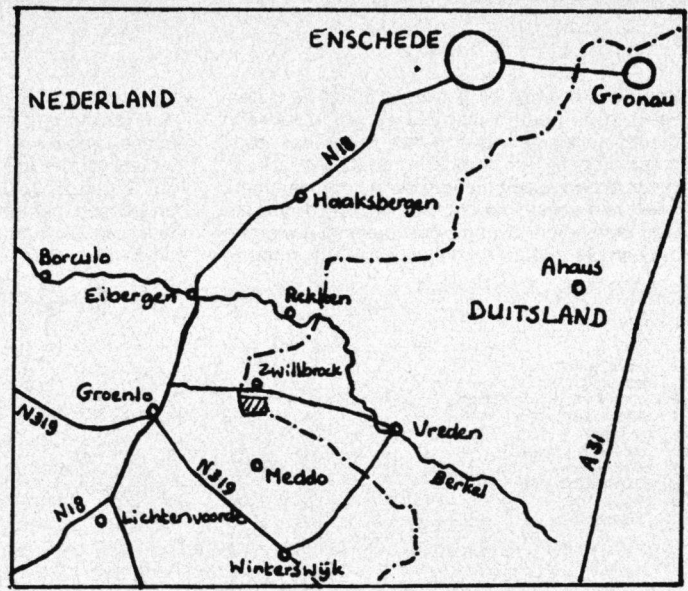 ENSCHEDE
Gronau
NEDERLAND
N18
Haaksbergen
Borculo
Eibergen
Rekken
Ahaus
DUITSLAND
Zwillbrock
Groenlo
N319
Vreden
A31
N319
Meddo
Berkel
N18
Lichtenvoorde
Winterswijk